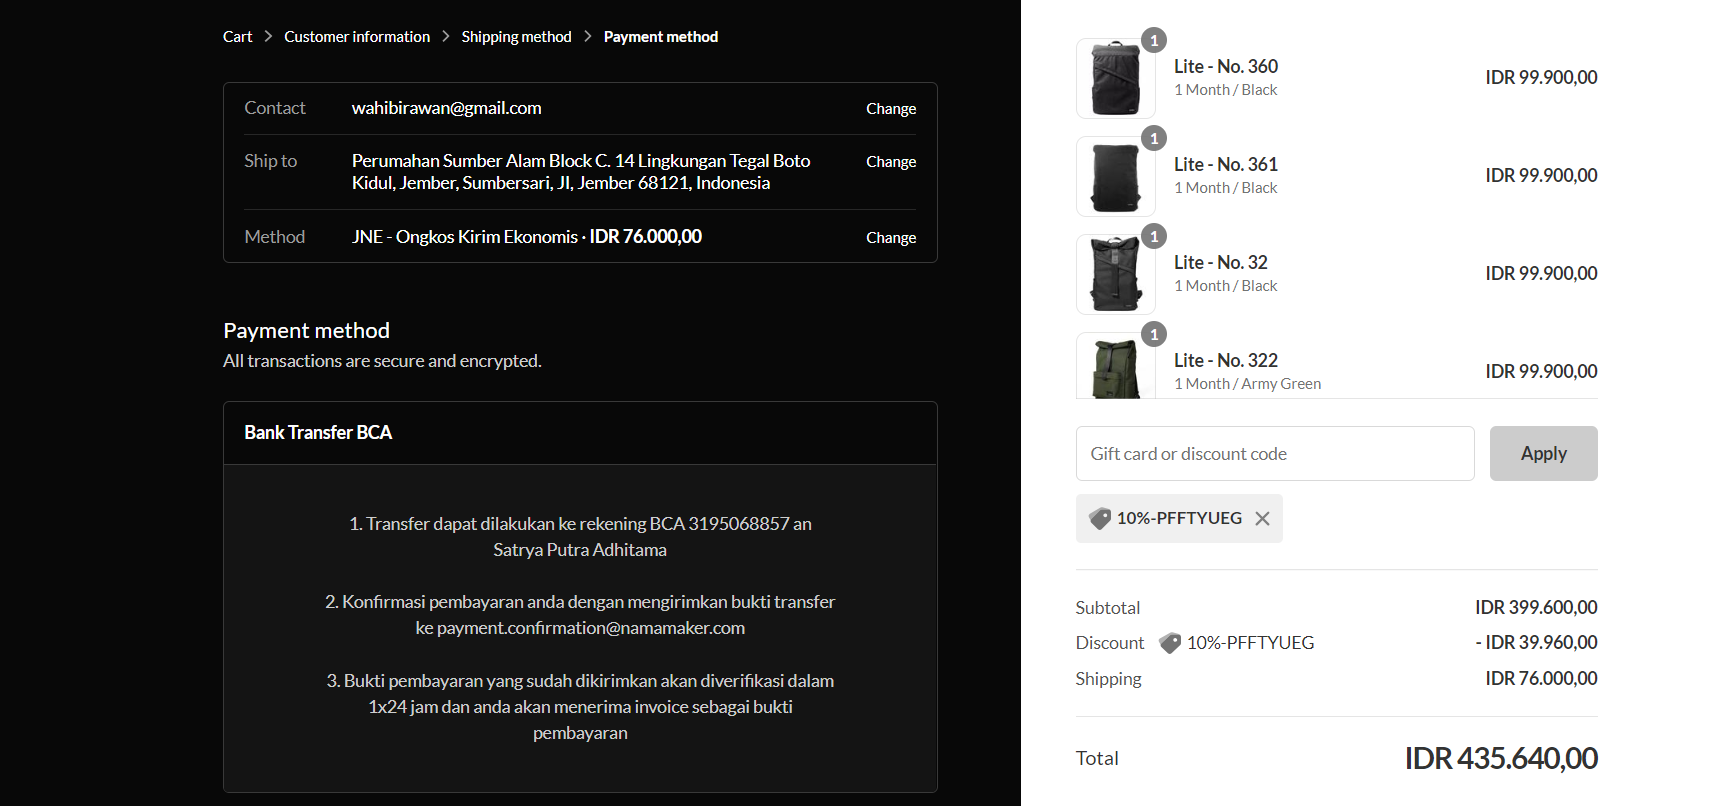 Cart > Customer information > Shipping method > Payment method
Contact wahibirawan@gmail.com Change
Ship to Perumahan Sumber Alam Block C. 14 Lingkungan Tegal Boto Change
Kidul, Jember, Sumbersari, JI, Jember 68121, Indonesia
Method JNE - Ongkos Kirim Ekonomis · IDR 76.000,00 Change
Payment method
All transactions are secure and encrypted.
Bank Transfer BCA
1. Transfer dapat dilakukan ke rekening BCA 3195068857 an
Satrya Putra Adhitama
2. Konfirmasi pembayaran anda dengan mengirimkan bukti transfer
ke payment.confirmation@namamaker.com
3. Bukti pembayaran yang sudah dikirimkan akan diverifikasi dalam
1x24 jam dan anda akan menerima invoice sebagai bukti
pembayaran
1
Lite - No. 360 IDR 99.900,00
1 Month / Black
1
Lite - No. 361 IDR 99.900,00
1 Month / Black
1
Lite - No. 32 IDR 99.900,00
1 Month / Black
1
Lite - No. 322 IDR 99.900,00
1 Month / Army Green
Gift card or discount code Apply
10%-PFFTYUEG
Subtotal IDR 399.600,00
Discount 10%-PFFTYUEG - IDR 39.960,00
Shipping IDR 76.000,00
Total IDR 435.640,00